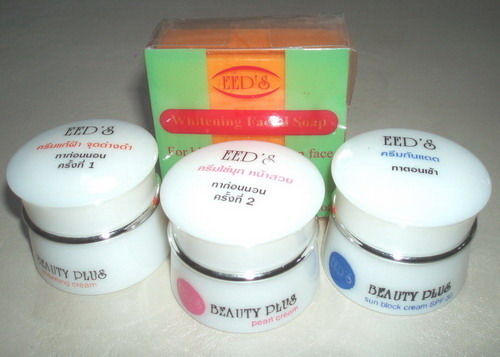 EED'S
Whitening Facial Soap
For
face
EED'S
ครีมแก้ฝ้า จุดด่างดำ
ทาก่อนนอน
ครั้งที่ 1
BEAUTY PLUS
cream
EED'S
ครีมไข่มุก หน้าสวย
ทาก่อนนอน
ครั้งที่ 2
BEAUTY PLUS
pearl cream
EED'S
ครีมกันแดด
ทาตอนเช้า
EED'S
BEAUTY PLUS
sun block cream SPF 30